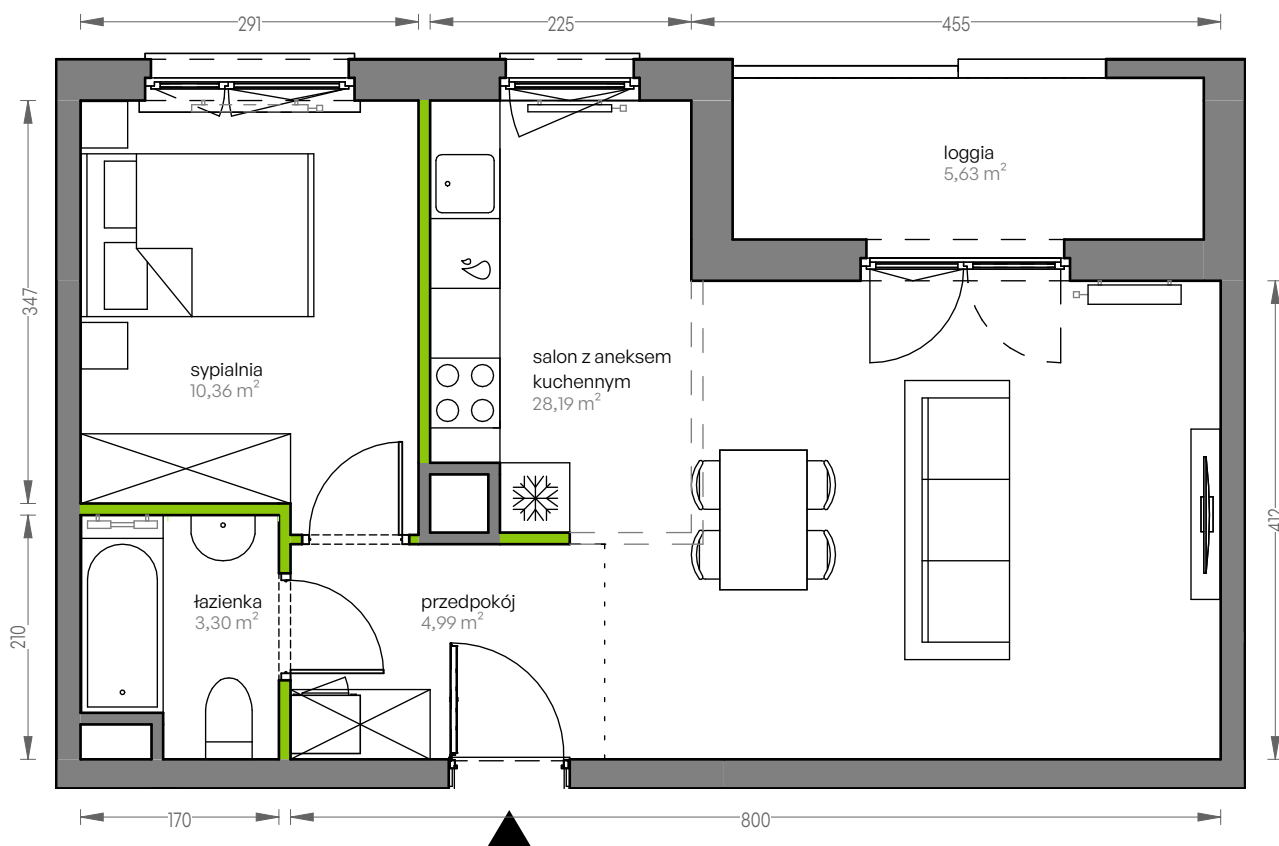 291
225
455
loggia
5,63 m²
347
sypialnia
10,36 m²
salon z aneksem
kuchennym
28,19 m²
412
210
łazienka
3,30 m²
przedpokój
4,99 m²
170
800